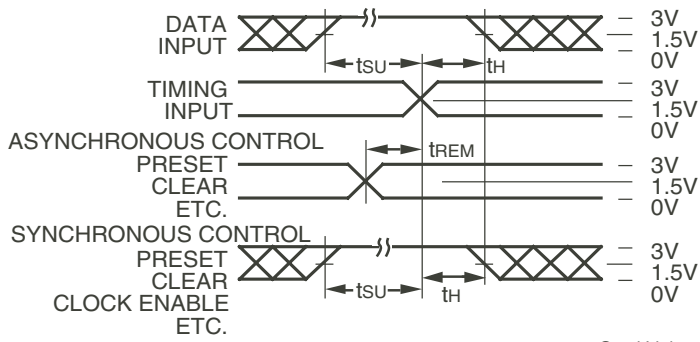 DATA
INPUT
3V
1.5V
0V
tSU
tH
TIMING
INPUT
3V
1.5V
0V
ASYNCHRONOUS CONTROL
tREM
PRESET
CLEAR
ETC.
3V
1.5V
0V
SYNCHRONOUS CONTROL
PRESET
CLEAR
CLOCK ENABLE
ETC.
3V
1.5V
0V
tSU
tH